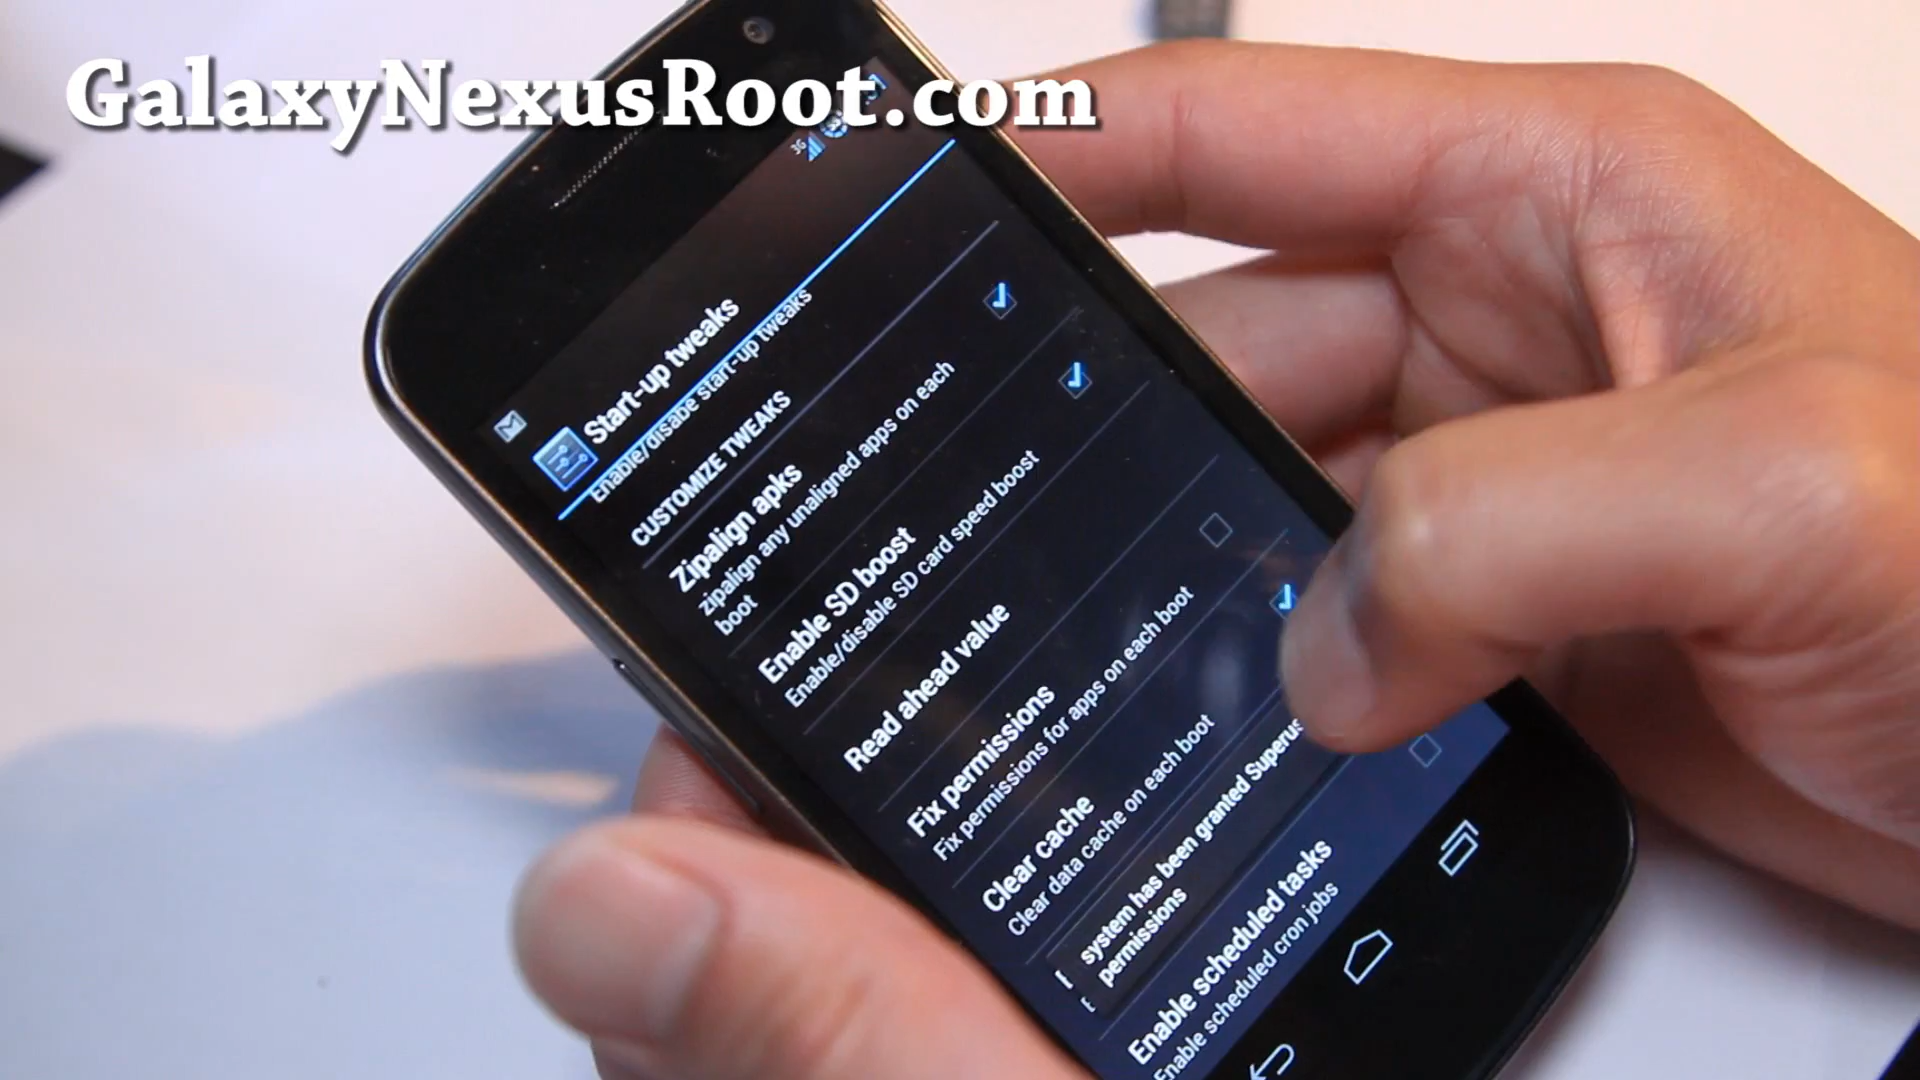 GalaxyNexusRoot.com
3G
Start-up tweaks
Enable/disabe start-up tweaks
CUSTOMIZE TWEAKS
Zipalign apks
zipalign any unaligned apps on each
boot
Enable SD boost
Enable/disable SD card speed boost
Read ahead value
Fix permissions
Fix permissions for apps on each boot
Clear cache
Clear data cache on each boot
system has been granted
permissions
Enable scheduled tasks
Enable scheduled cron jobs